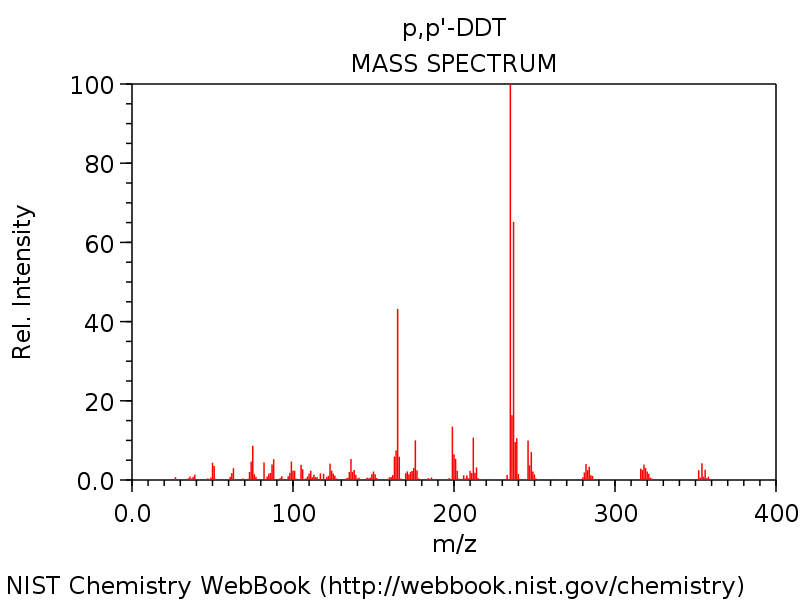 p,p'-DDT
MASS SPECTRUM
100
80
60
40
20
0.0
Rel. Intensity
0.0 100 200 300 400
m/z
NIST Chemistry WebBook (http://webbook.nist.gov/chemistry)